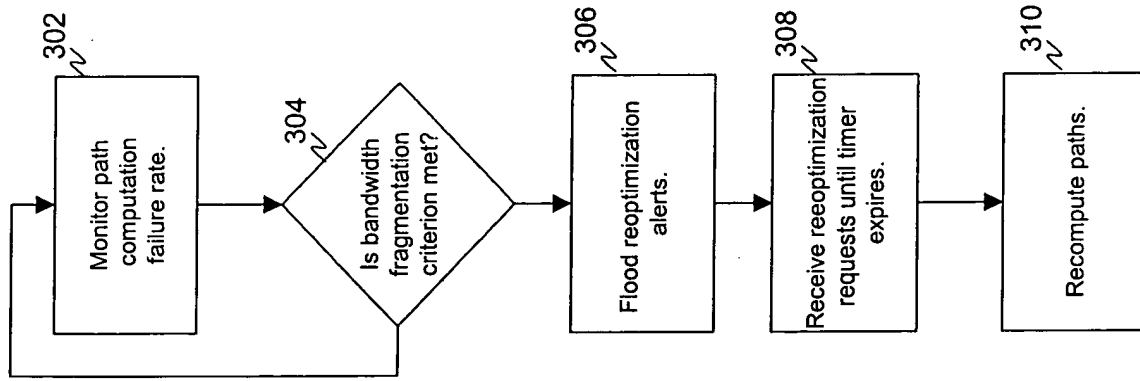 302
Monitor path
computation
failure rate.
304
Is bandwidth
fragmentation
criterion met?
306
Flood reoptimization
alerts.
308
Receive reeoptimization
requests until timer
expires.
310
Recompute paths.